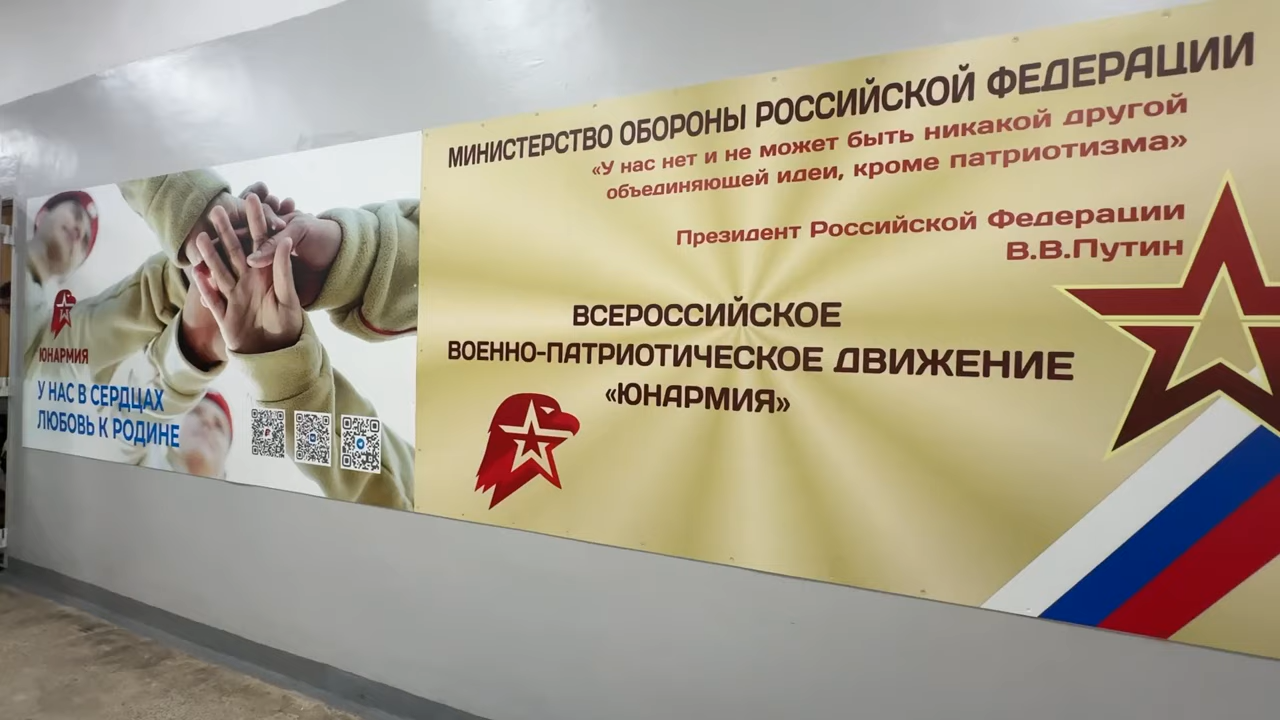 ЮНАРМИЯ
У НАС В СЕРДЦАХ
ЛЮБОВЬ К РОДИНЕ
МИНИСТЕРСТВО ОБОРОНЫ РОССИЙСКОЙ ФЕДЕРАЦИИ
«У нас нет и не может быть никакой другой
объединяющей идеи, кроме патриотизма»
Президент Российской Федерации
В.В.Путин
ВСЕРОССИЙСКОЕ
ВОЕННО-ПАТРИОТИЧЕСКОЕ ДВИЖЕНИЕ
«ЮНАРМИЯ»